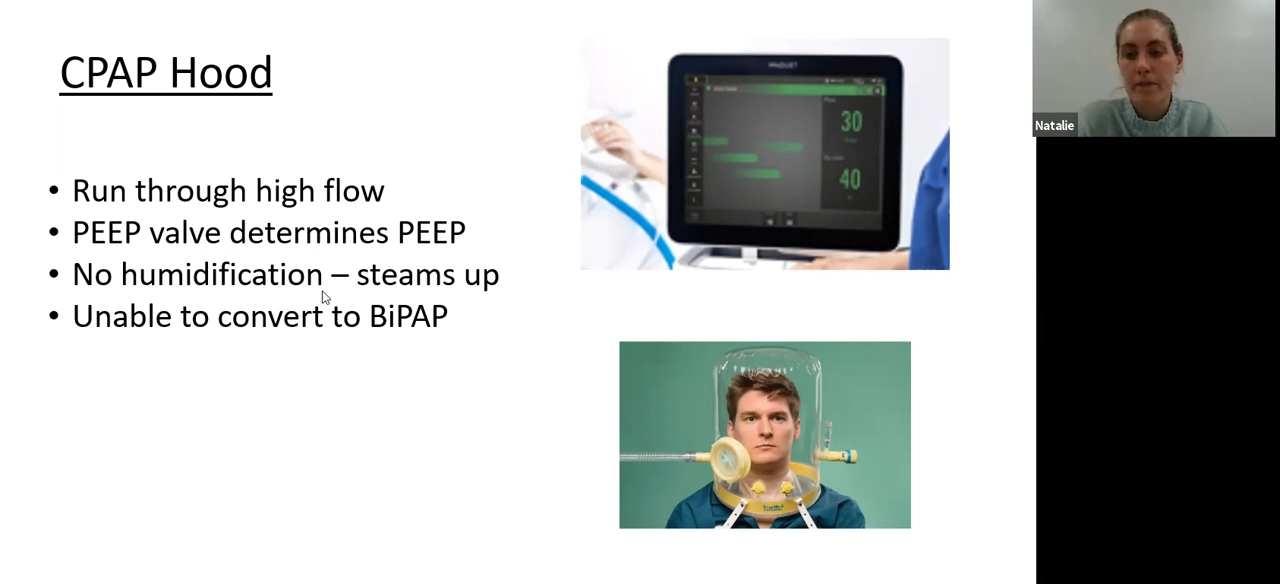 CPAP Hood
• Run through high flow
• PEEP valve determines PEEP
• No humidification – steams up
• Unable to convert to BiPAP
30
40
Natalie